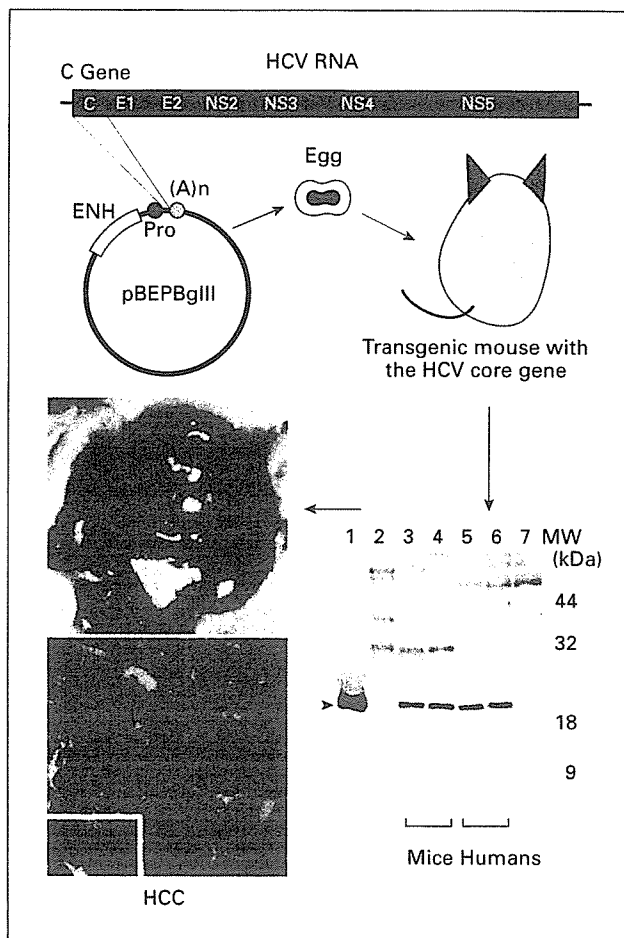 HCV RNA
C Gene
C E1 E2 NS2 NS3 NS4 NS5
Egg
(A)n
ENH
Pro
pBEPBglII
Transgenic mouse with
the HCV core gene
1 2 3 4 5 6 7 MW
(kDa)
44
32
18
9
Mice Humans
HCC